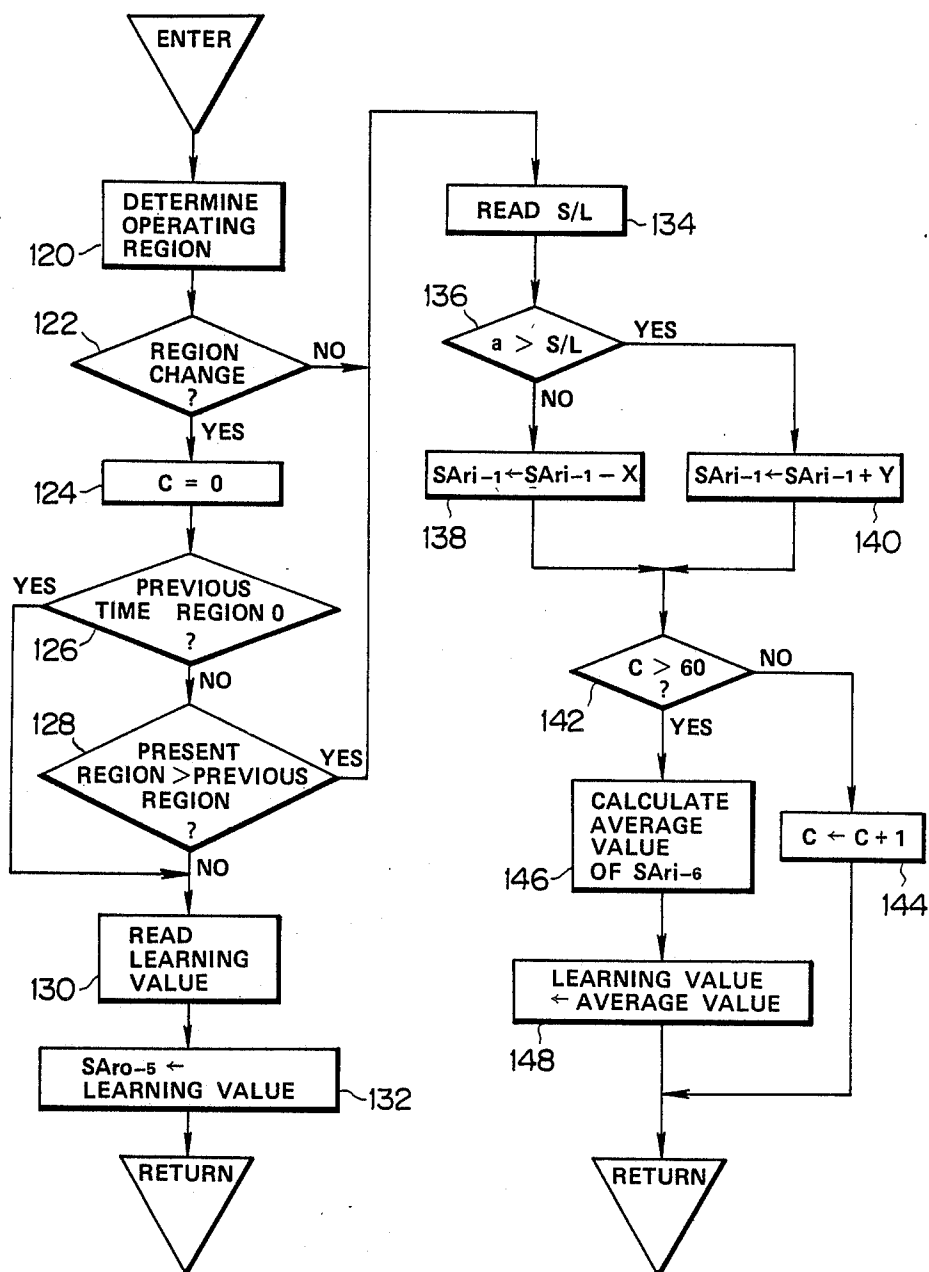 ENTER
DETERMINE
OPERATING
REGION
120
122
REGION
CHANGE
?
NO
YES
124
C = 0
YES
PREVIOUS
TIME REGION 0
?
126
NO
128
PRESENT
REGION > PREVIOUS
REGION
?
YES
NO
READ
LEARNING
VALUE
130
SAro-5 ←
LEARNING VALUE
132
RETURN
READ S/L
134
136
a > S/L
YES
NO
SAri-1 ← SAri-1 − X
138
SAri-1 ← SAri-1 + Y
140
C > 60
?
NO
142
YES
CALCULATE
AVERAGE
VALUE
OF SAri-6
146
C ← C + 1
144
LEARNING VALUE
← AVERAGE VALUE
148
RETURN